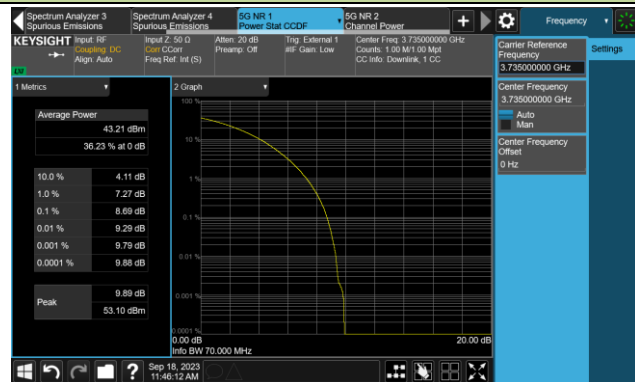 Spectrum Analyzer 3
Spurious Emissions
Spectrum Analyzer 4
Spurious Emissions
5G NR 1
Power Stat CCDF
5G NR 2
Channel Power
Frequency
KEYSIGHT
Input: RF
Coupling: DC
Align: Auto
Input Z: 50 Ω
Corr CCorr
Freq Ref: Int (S)
Atten: 20 dB
Preamp: Off
Trig: External 1
#IF Gain: Low
Center Freq: 3.735000000 GHz
Counts: 1.00 M/1.00 Mpt
CC Info: Downlink, 1 CC
Carrier Reference
Frequency
3.735000000 GHz
Settings
Center Frequency
3.735000000 GHz
Auto
Man
Center Frequency
Offset
0 Hz
1 Metrics
Average Power
43.21 dBm
36.23 % at 0 dB
10.0 % 4.11 dB
1.0 % 7.27 dB
0.1 % 8.69 dB
0.01 % 9.29 dB
0.001 % 9.79 dB
0.0001 % 9.88 dB
Peak
9.89 dB
53.10 dBm
2 Graph
100 %
10 %
1 %
0.1 %
0.01 %
0.001 %
0.0001 %
0.00 dB
20.00 dB
Info BW 70.000 MHz
?
Sep 18, 2023
11:46:12 AM